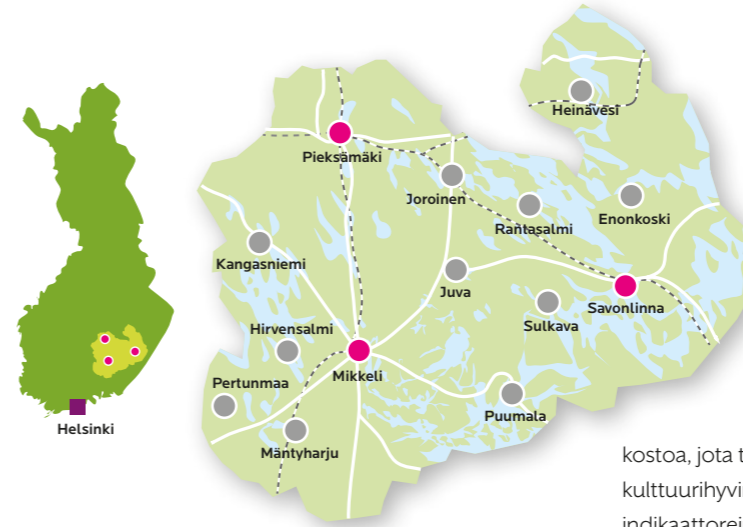 Heinävesi
Pieksämäki
Joroinen
Rantasalmi
Enonkoski
Kangasniemi
Juva
Savonlinna
Sulkava
Hirvensalmi
Mikkeli
Pertunmaa
Puumala
Mäntyharju
Helsinki
kostoa, jota
kulttuurihyvi